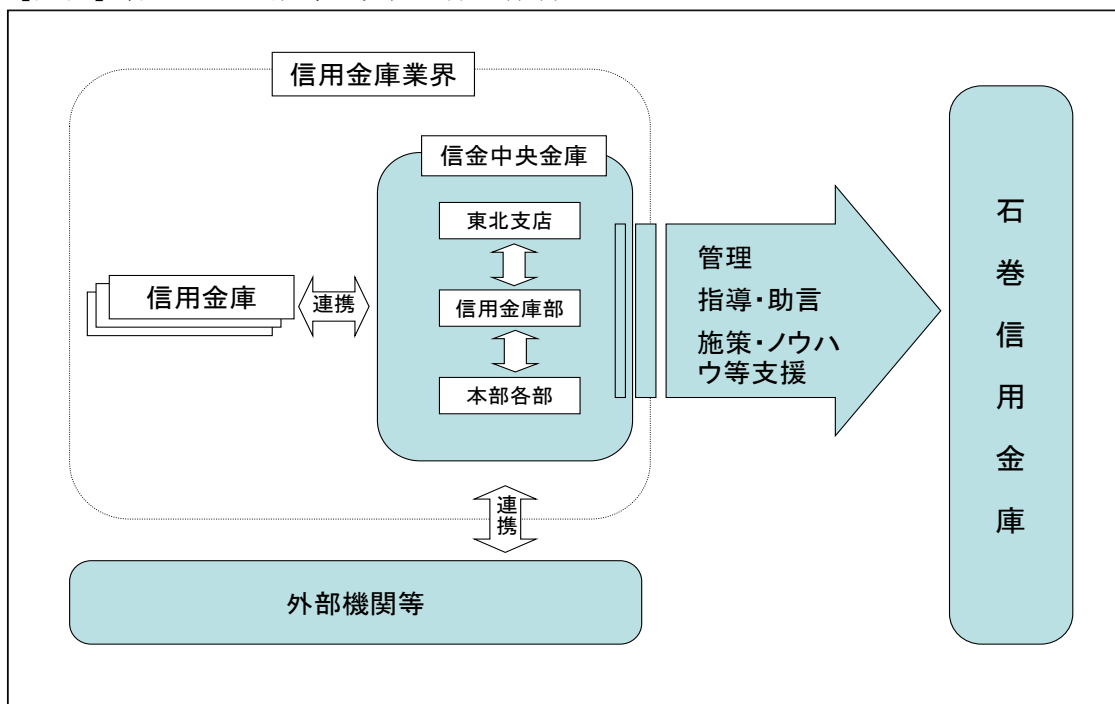 信用金庫業界
信金中央金庫
東北支店
信用金庫
連携
信用金庫部
本部各部
管理
指導・助言
施策・ノウハ
ウ等支援
石巻信用金庫
連携
外部機関等